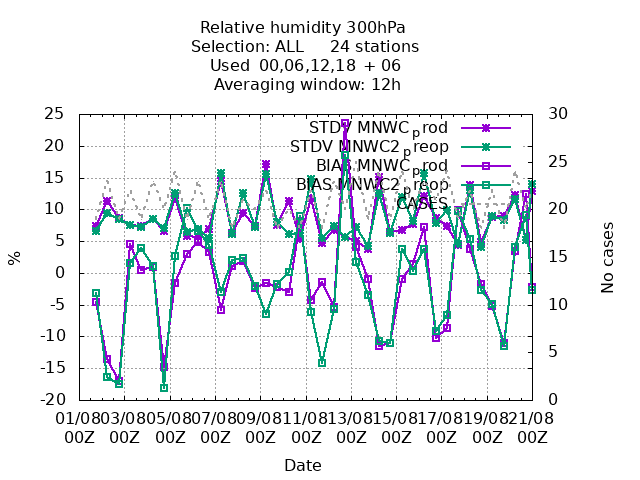 Relative humidity 300hPa
Selection: ALL 24 stations
Used 00,06,12,18 + 06
Averaging window: 12h
25
20
15
10
5
0
-5
-10
-15
-20
%
30
25
20
15
10
5
0
No cases
STDV MNWC_prod
STDV MNWC2_preop
BIAS MNWC_prod
BIAS MNWC2_preop
CASES
01/08 03/08 05/08 07/08 09/08 11/08 13/08 15/08 17/08 19/08 21/08
00Z 00Z 00Z 00Z 00Z 00Z 00Z 00Z 00Z 00Z 00Z
Date